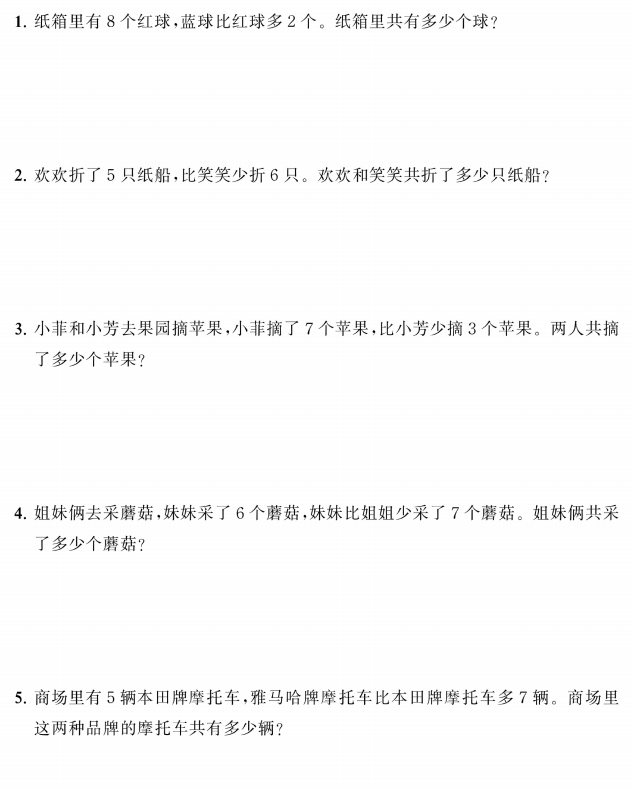 1. 纸箱里有 8 个红球,蓝球比红球多 2 个。纸箱里共有多少个球?
2. 欢欢折了 5 只纸船,比笑笑少折 6 只。欢欢和笑笑共折了多少只纸船?
3. 小菲和小芳去果园摘苹果,小菲摘了 7 个苹果,比小芳少摘 3 个苹果。两人共摘
了多少个苹果?
4. 姐妹俩去采蘑菇,妹妹采了 6 个蘑菇,妹妹比姐姐少采了 7 个蘑菇。姐妹俩共采
了多少个蘑菇?
5. 商场里有 5 辆本田牌摩托车,雅马哈牌摩托车比本田牌摩托车多 7 辆。商场里
这两种品牌的摩托车共有多少辆?